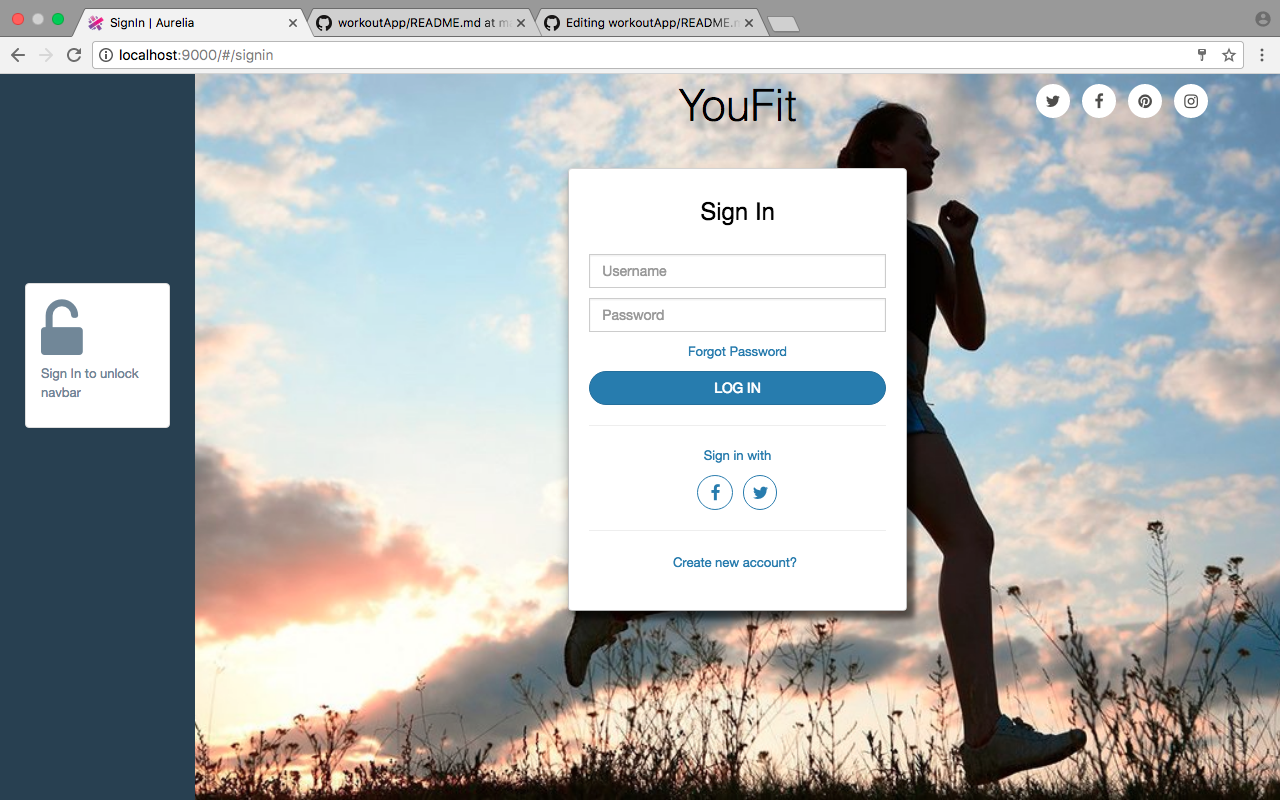 SignIn | Aurelia
workoutApp/README.md at ma
Editing workoutApp/README.m
localhost:9000/#/signin
YouFit
Sign In
Username
Password
Forgot Password
LOG IN
Sign in with
Create new account?
Sign In to unlock
navbar